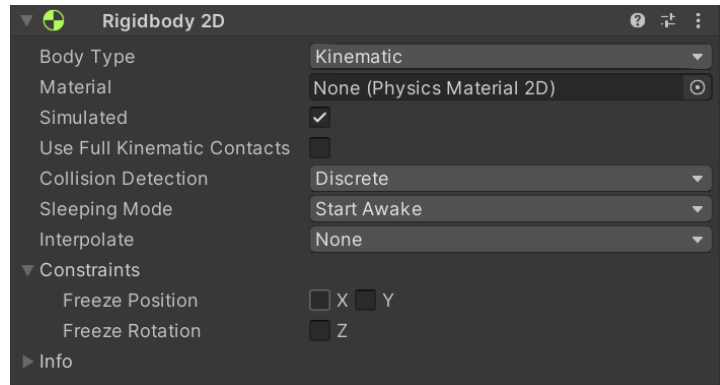 Rigidbody 2D
Body Type Kinematic
Material None (Physics Material 2D)
Simulated
Use Full Kinematic Contacts
Collision Detection Discrete
Sleeping Mode Start Awake
Interpolate None
Constraints
Freeze Position X Y
Freeze Rotation Z
Info